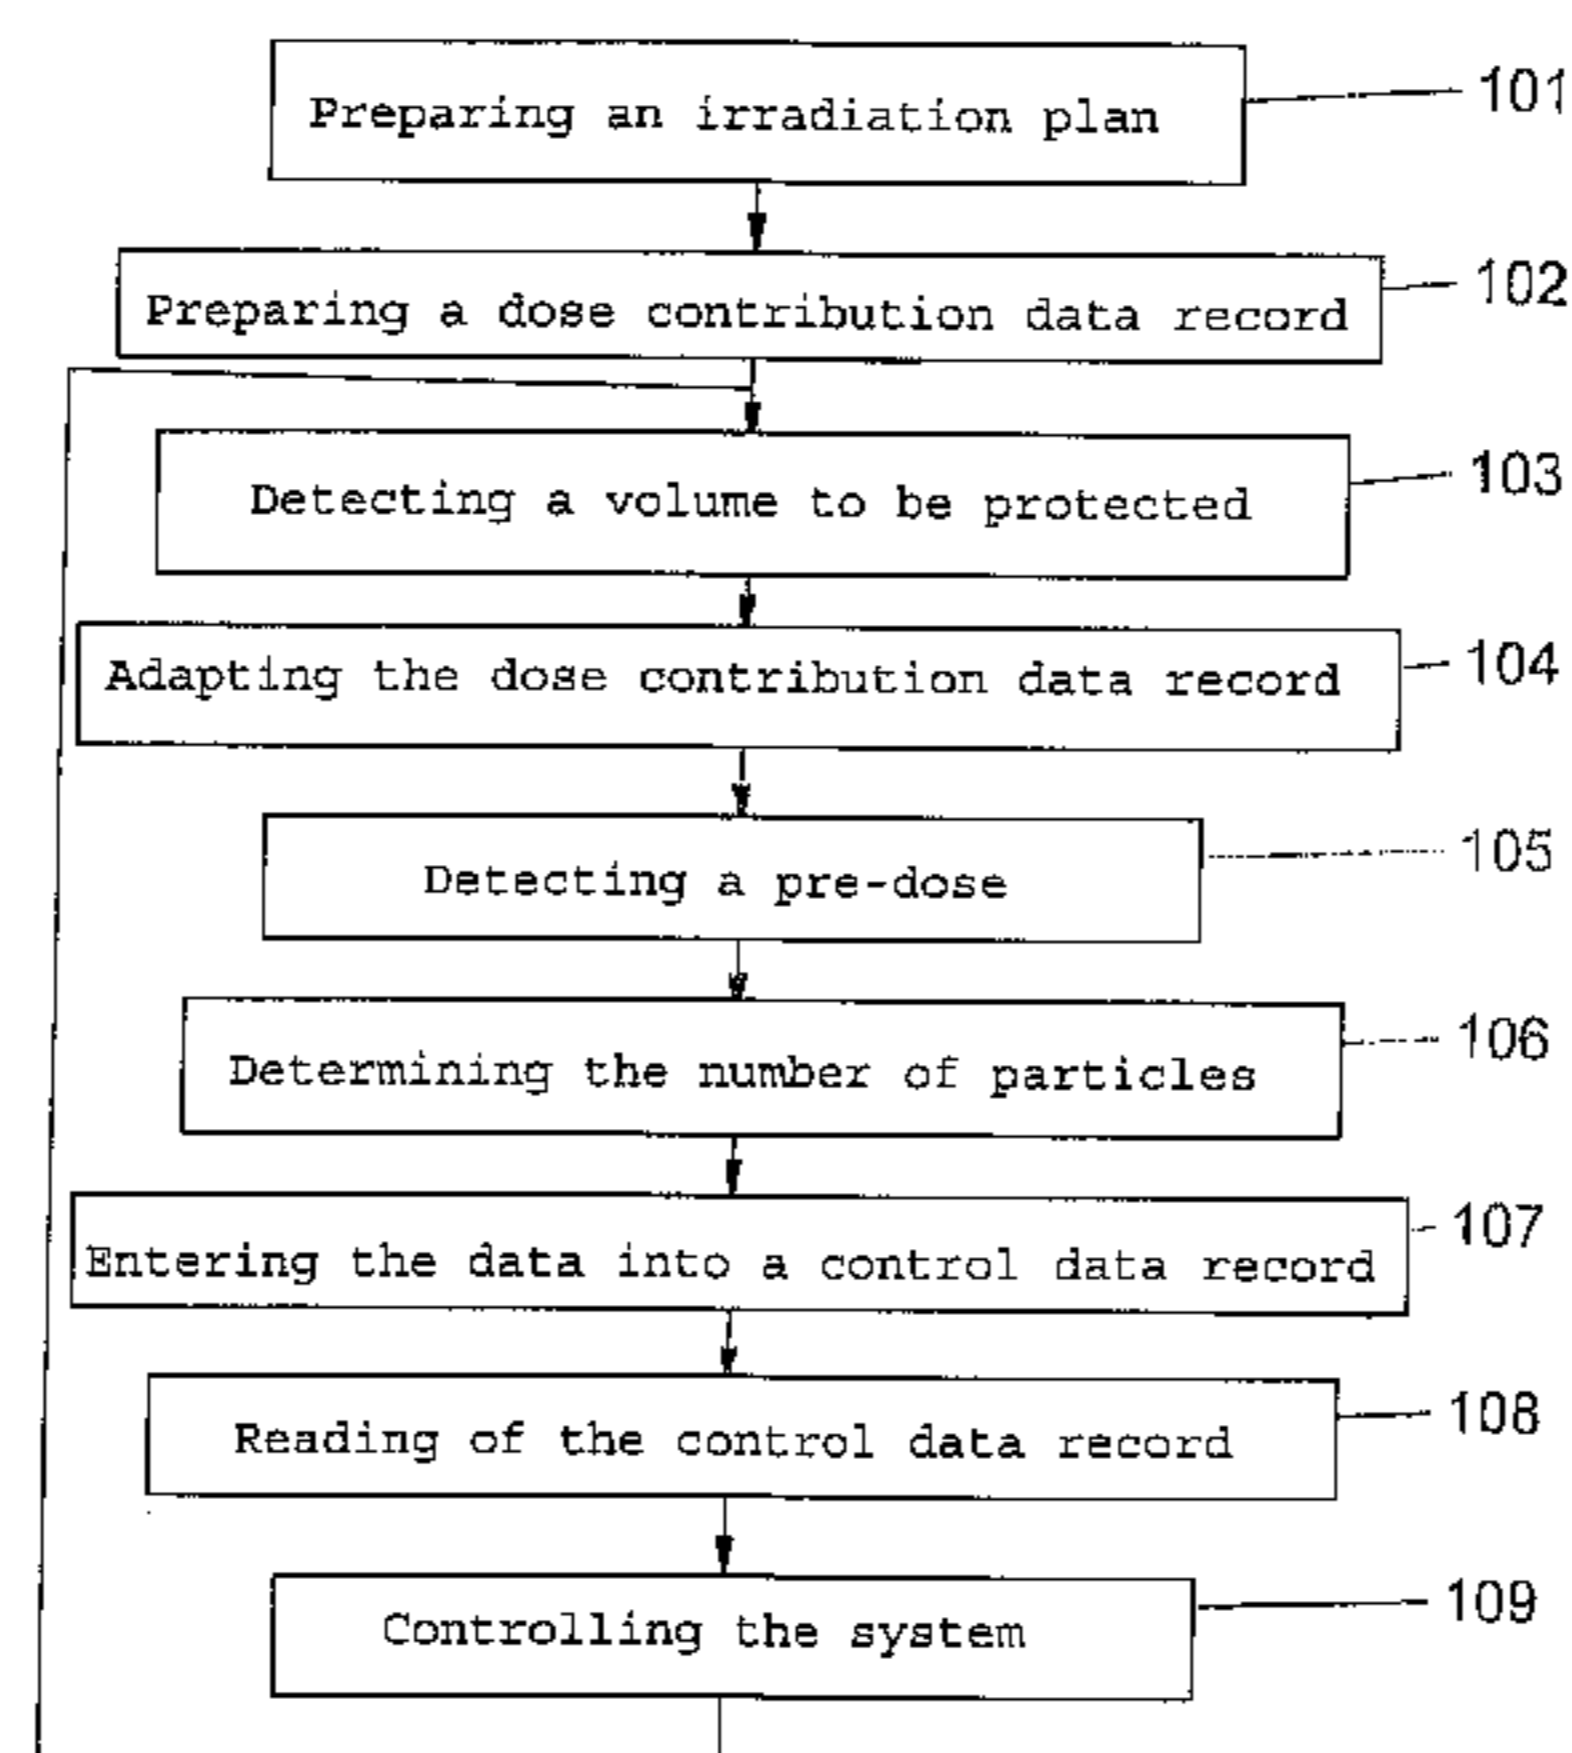 Preparing an irradiation plan
101
Preparing a dose contribution data record
102
Detecting a volume to be protected
103
Adapting the dose contribution data record
104
Detecting a pre-dose
105
Determining the number of particles
106
Entering the data into a control data record
107
Reading of the control data record
108
Controlling the system
109